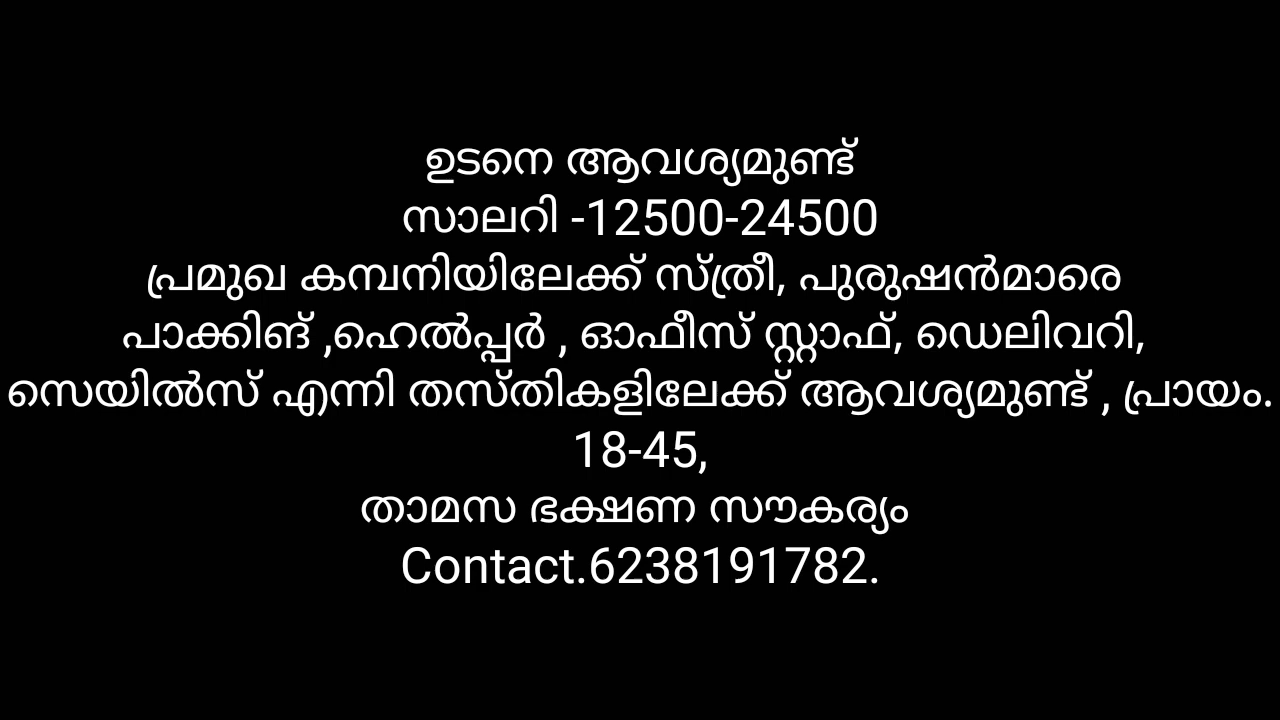 ഉടനെ ആവശ്യമുണ്ട്
സാലറി -12500-24500
പ്രമുഖ കമ്പനിയിലേക്ക് സ്ത്രീ, പുരുഷൻമാരെ
പാക്കിങ് ,ഹെൽപ്പർ , ഓഫീസ് സ്റ്റാഫ്, ഡെലിവറി,
സെയിൽസ് എന്നി തസ്തികളിലേക്ക് ആവശ്യമുണ്ട് , പ്രായം.
18-45,
താമസ ഭക്ഷണ സൗകര്യം
Contact.6238191782.